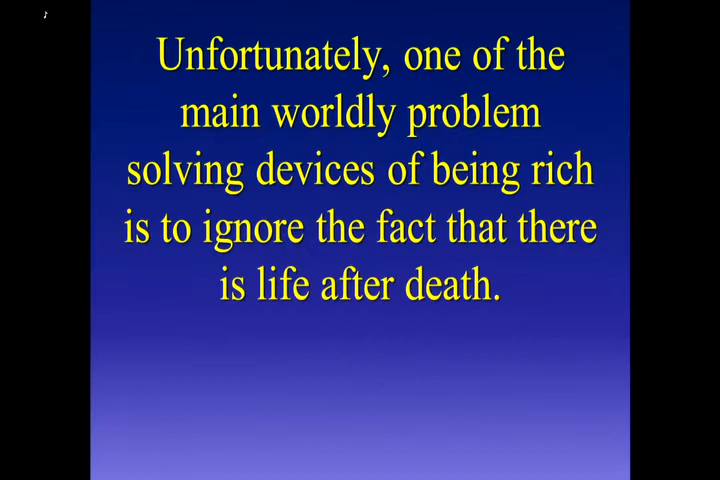 Unfortunately, one of the
main worldly problem
solving devices of being rich
is to ignore the fact that there
is life after death.